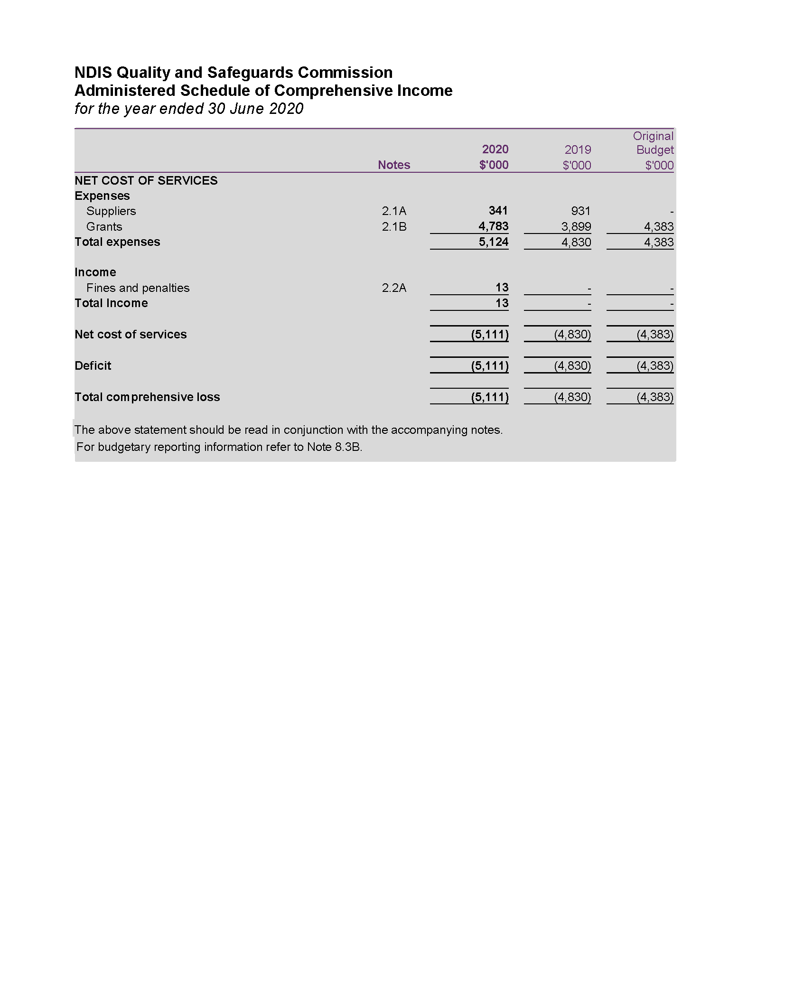 NDIS Quality and Safeguards Commission
Administered Schedule of Comprehensive Income
for the year ended 30 June 2020
Original
2020 2019 Budget
Notes $'000 $'000 $'000
NET COST OF SERVICES
Expenses
Suppliers 2.1A 341 931 -
Grants 2.1B 4,783 3,899 4,383
Total expenses 5,124 4,830 4,383
Income
Fines and penalties 2.2A 13 - -
Total Income 13 - -
Net cost of services (5,111) (4,830) (4,383)
Deficit (5,111) (4,830) (4,383)
Total comprehensive loss (5,111) (4,830) (4,383)
The above statement should be read in conjunction with the accompanying notes.
For budgetary reporting information refer to Note 8.3B.